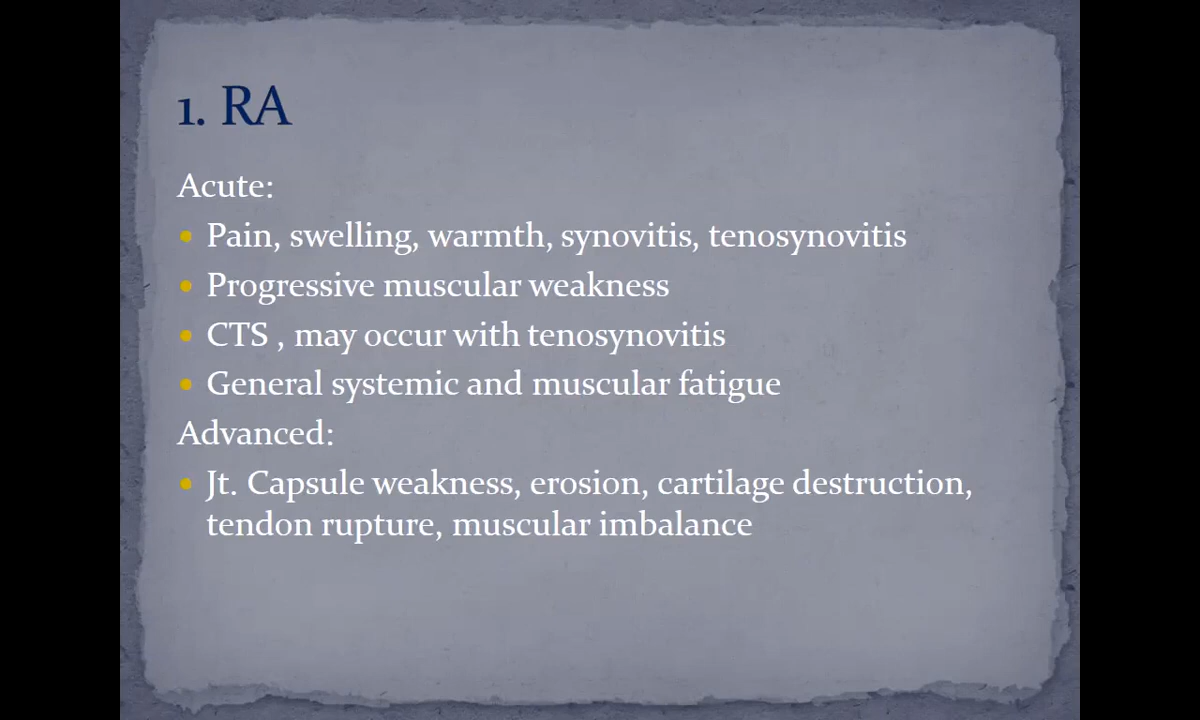 1. RA
Acute:
• Pain, swelling, warmth, synovitis, tenosynovitis
• Progressive muscular weakness
• CTS , may occur with tenosynovitis
• General systemic and muscular fatigue
Advanced:
• Jt. Capsule weakness, erosion, cartilage destruction,
tendon rupture, muscular imbalance